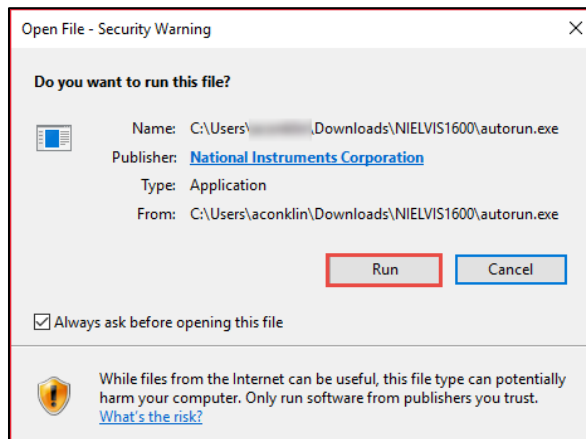 Open File - Security Warning
Do you want to run this file?
Name: C:\Users\ \Downloads\NIELVIS1600\autorun.exe
Publisher: National Instruments Corporation
Type: Application
From: C:\Users\aconklin\Downloads\NIELVIS1600\autorun.exe
Run Cancel
Always ask before opening this file
While files from the Internet can be useful, this file type can potentially
harm your computer. Only run software from publishers you trust.
What's the risk?